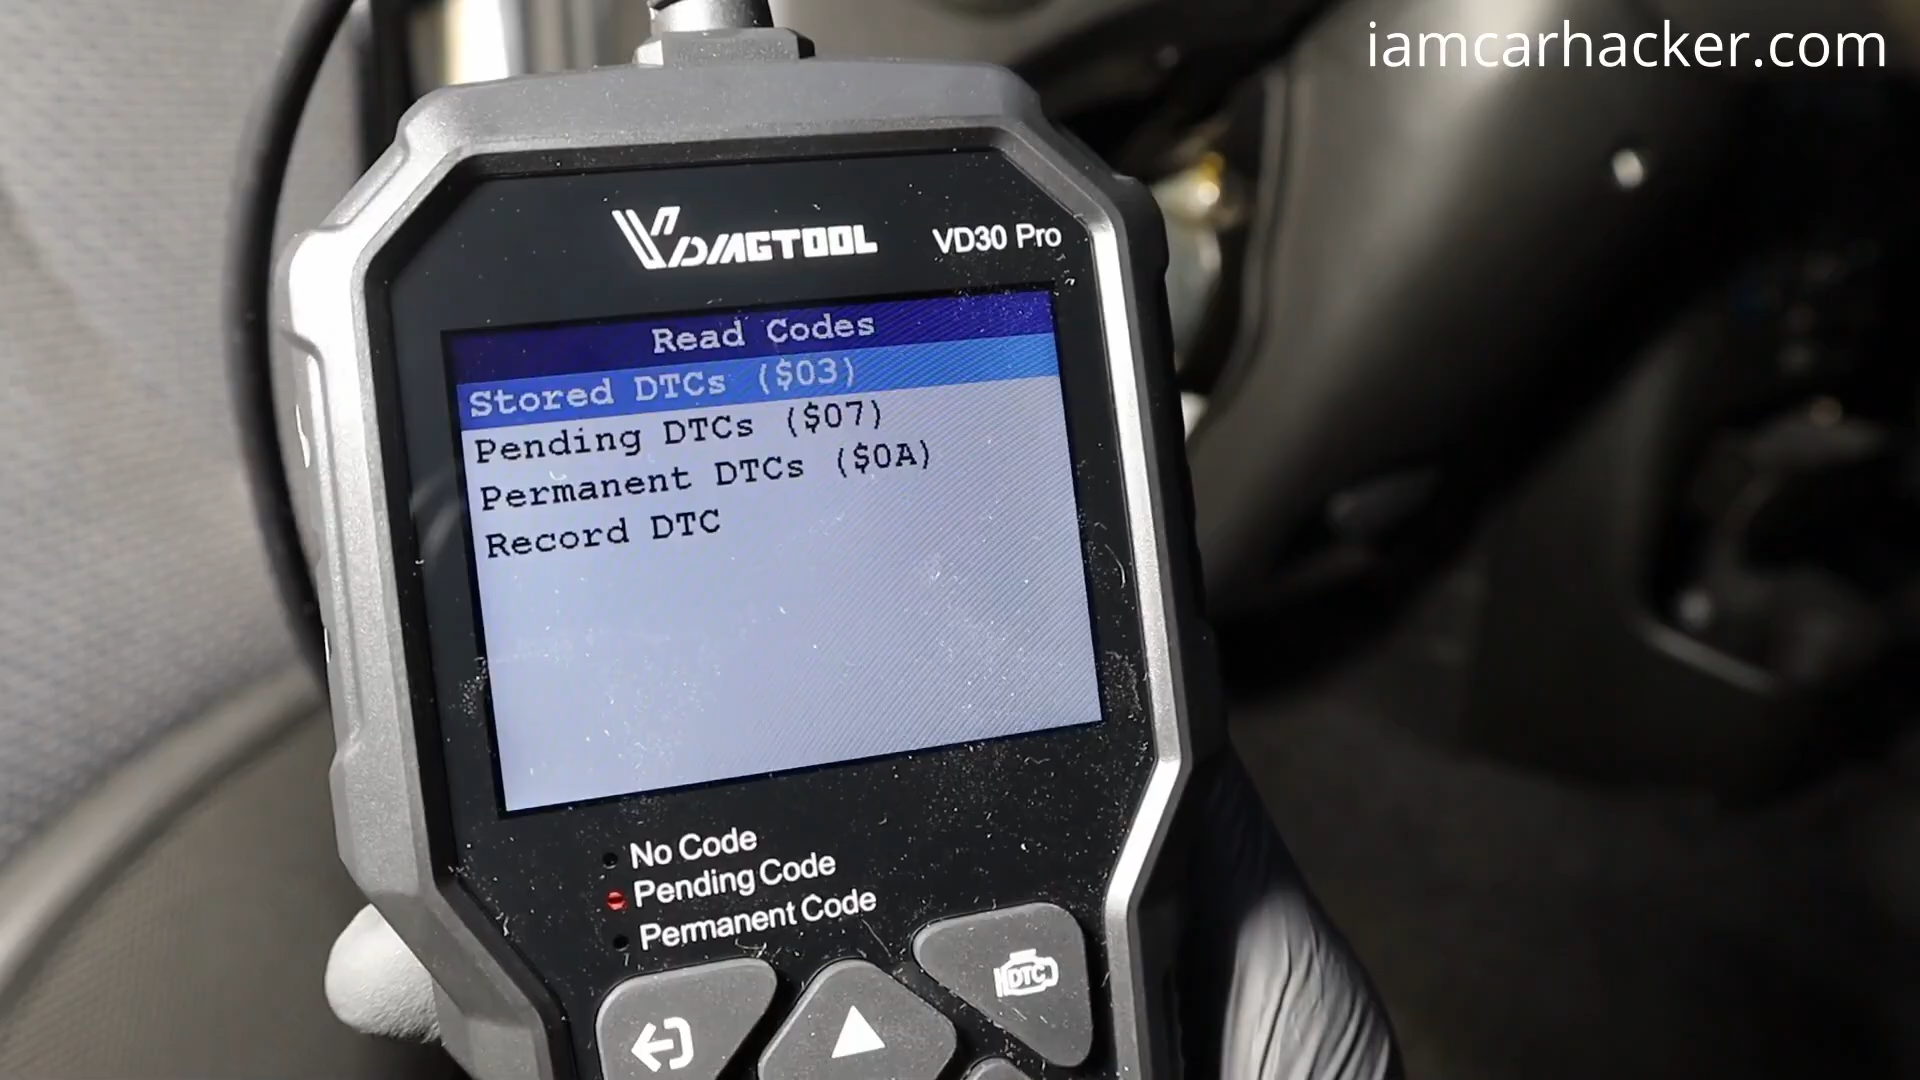 iamcarhacker.com
VDIAGTOOL VD30 Pro
Read Codes
Stored DTCs ($03)
Pending DTCs ($07)
Permanent DTCs ($0A)
Record DTC
No Code
Pending Code
Permanent Code
DTC